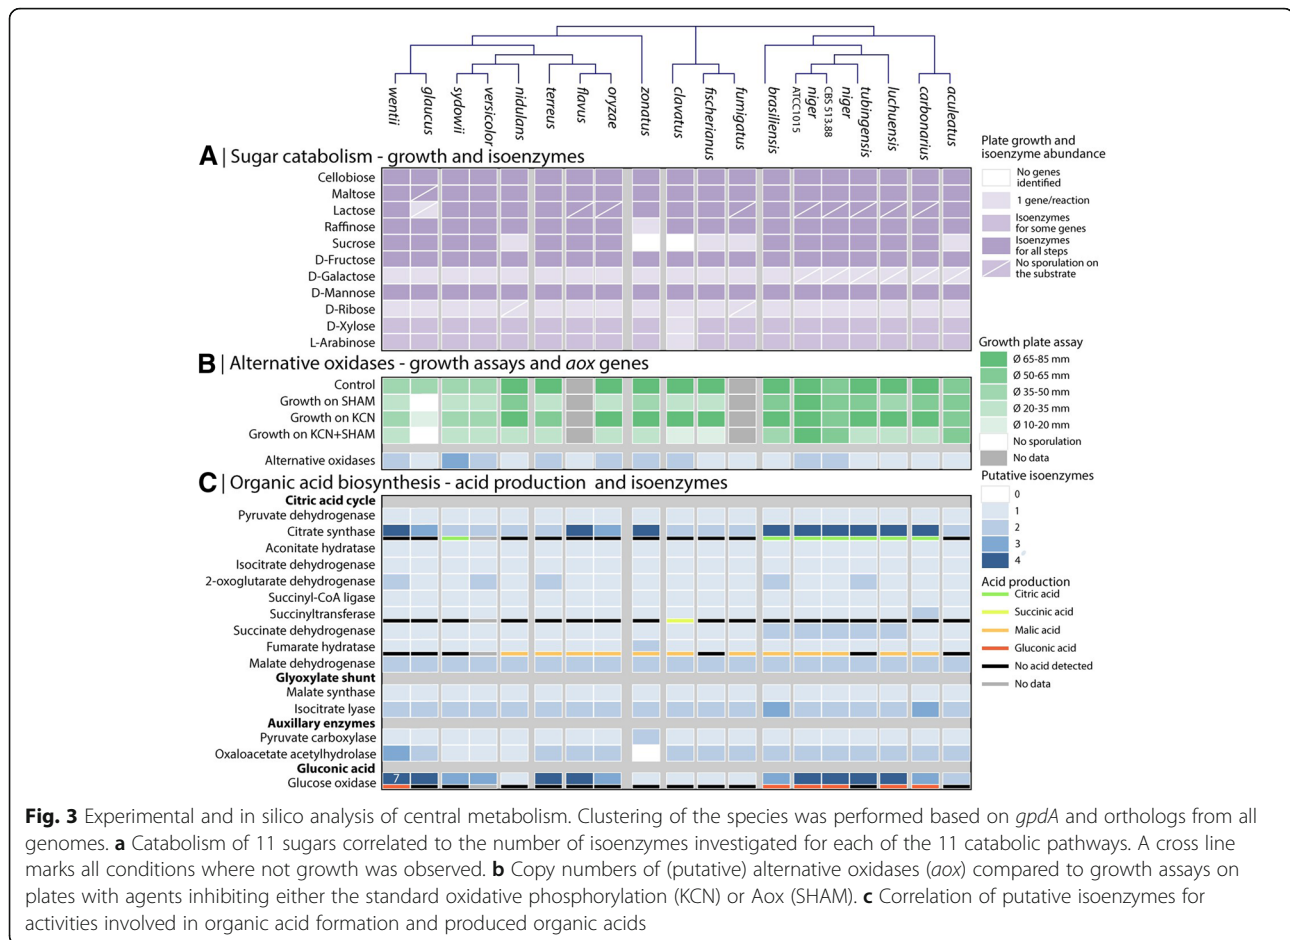 wentii
glaucus
sydowii
versicolor
nidulans
terreus
flavus
oryzae
zonatus
clavatus
fischerianus
fumigatus
brasiliensis
niger
ATCC1015
niger
CBS 513.88
tubingensis
luchuensis
carbonarius
aculeatus
A | Sugar catabolism - growth and isoenzymes
Cellobiose
Maltose
Lactose
Raffinose
Sucrose
D-Fructose
D-Galactose
D-Mannose
D-Ribose
D-Xylose
L-Arabinose
Plate growth and
isoenzyme abundance
No genes
identified
1 gene/reaction
Isoenzymes
for some genes
Isoenzymes
for all steps
No sporulation on
the substrate
B | Alternative oxidases - growth assays and aox genes
Control
Growth on SHAM
Growth on KCN
Growth on KCN+SHAM
Alternative oxidases
Growth plate assay
Ø 65-85 mm
Ø 50-65 mm
Ø 35-50 mm
Ø 20-35 mm
Ø 10-20 mm
No sporulation
No data
C | Organic acid biosynthesis - acid production and isoenzymes
Citric acid cycle
Pyruvate dehydrogenase
Citrate synthase
Aconitate hydratase
Isocitrate dehydrogenase
2-oxoglutarate dehydrogenase
Succinyl-CoA ligase
Succinyltransferase
Succinate dehydrogenase
Fumarate hydratase
Malate dehydrogenase
Glyoxylate shunt
Malate synthase
Isocitrate lyase
Auxillary enzymes
Pyruvate carboxylase
Oxaloacetate acetylhydrolase
Gluconic acid
Glucose oxidase
7
Putative isoenzymes
0
1
2
3
4
Acid production
Citric acid
Succinic acid
Malic acid
Gluconic acid
No acid detected
No data
Fig. 3 Experimental and in silico analysis of central metabolism. Clustering of the species was performed based on gpdA and orthologs from all
genomes. a Catabolism of 11 sugars correlated to the number of isoenzymes investigated for each of the 11 catabolic pathways. A cross line
marks all conditions where not growth was observed. b Copy numbers of (putative) alternative oxidases (aox) compared to growth assays on
plates with agents inhibiting either the standard oxidative phosphorylation (KCN) or Aox (SHAM). c Correlation of putative isoenzymes for
activities involved in organic acid formation and produced organic acids